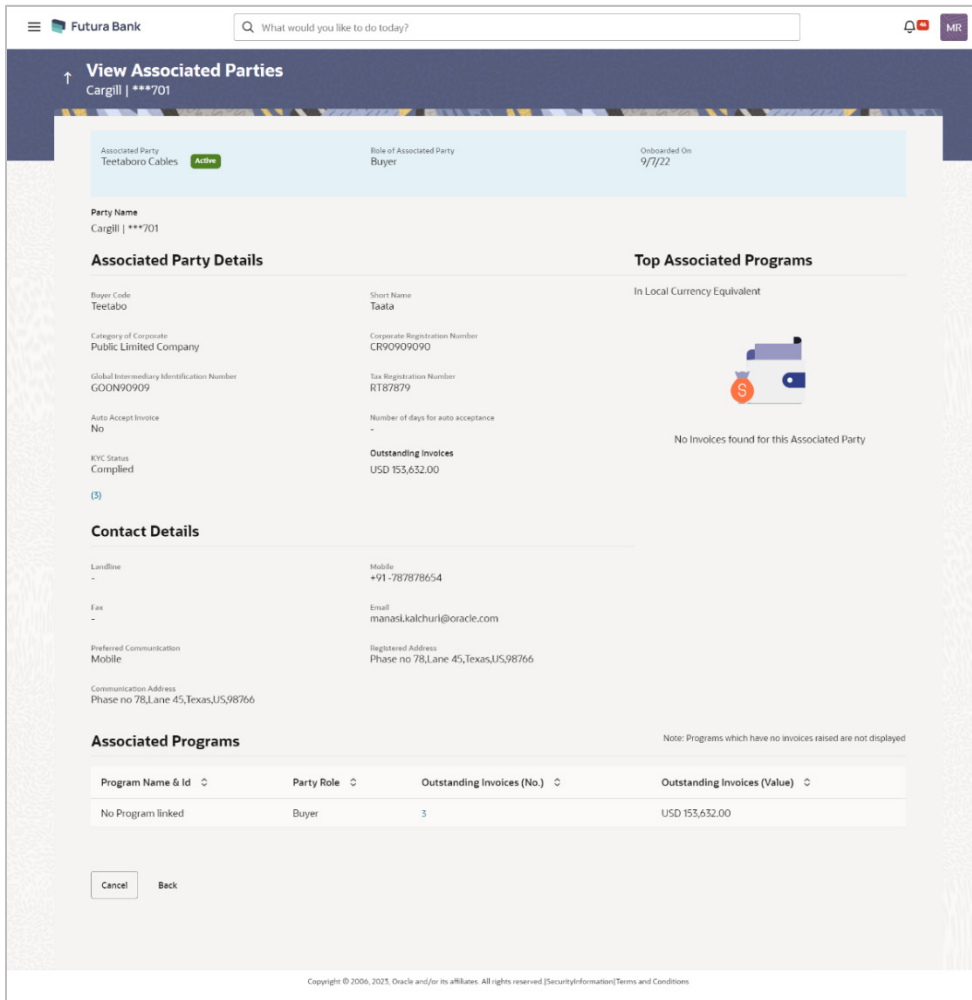 Futura Bank
What would you like to do today?
46
MR
View Associated Parties
Cargill | ***701
Associated Party
Role of Associated Party
Onboarded On
Teetaboro Cables
Active
Buyer
9/7/22
Party Name
Cargill | ***701
Associated Party Details
Top Associated Programs
In Local Currency Equivalent
Buyer Code
Short Name
Teetabo
Taata
Category of Corporate
Corporate Registration Number
Public Limited Company
CR90909090
Global Intermediary Identification Number
Tax Registration Number
GOON90909
RT87879
Auto Accept Invoice
Number of days for auto acceptance
No
-
No Invoices found for this Associated Party
KYC Status
Outstanding Invoices
Complied
USD 153,632.00
(3)
Contact Details
Landline
Mobile
-
+91 -787878654
Fax
Email
-
manasi.kalchuri@oracle.com
Preferred Communication
Registered Address
Mobile
Phase no 78,Lane 45,Texas,US,98766
Communication Address
Phase no 78,Lane 45,Texas,US,98766
Associated Programs
Note: Programs which have no invoices raised are not displayed
Program Name & Id
Party Role
Outstanding Invoices (No.)
Outstanding Invoices (Value)
No Program linked
Buyer
3
USD 153,632.00
Cancel
Back
Copyright © 2006, 2023, Oracle and/or its affiliates. All rights reserved.|SecurityInformation|Terms and Conditions